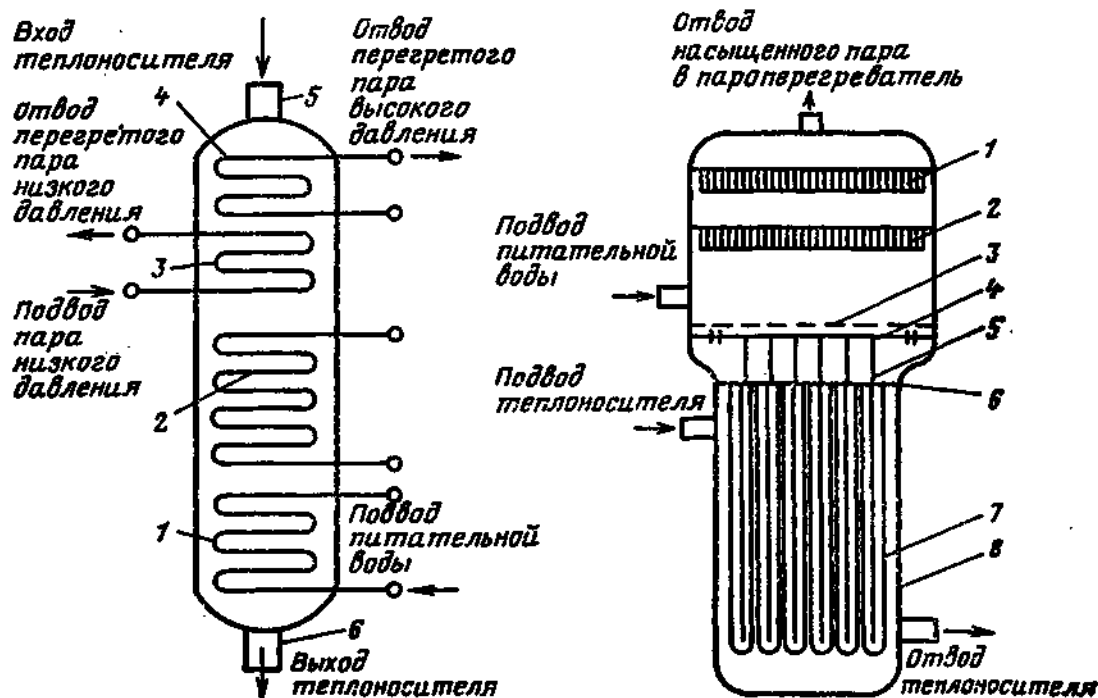 Вход
теплоносителя
4
5
Отвод
перегретого
пара
высокого
давления
Отвод
перегретого
пара
низкого
давления
3
Подвод
пара
низкого
давления
2
1
Подвод
питательной
воды
6
Выход
теплоносителя
Отвод
насыщенного пара
в пароперегреватель
1
2
Подвод
питательной
воды
3
4
5
Подвод
теплоносителя
6
7
8
Отвод
теплоносителя